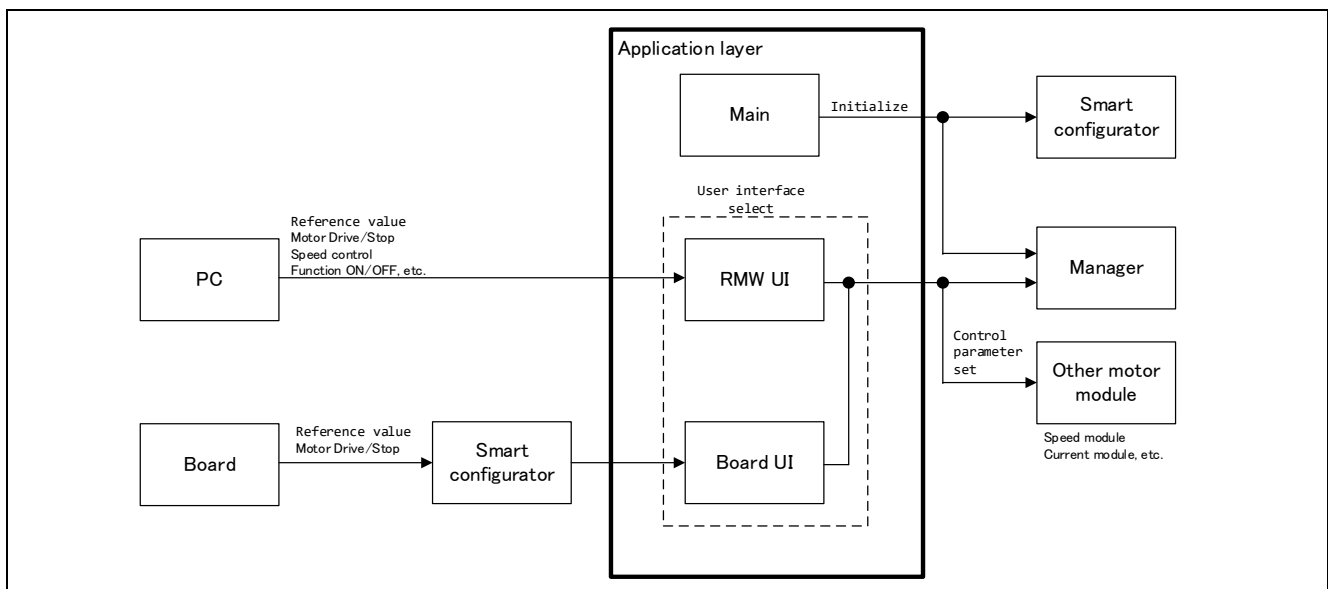 Application layer
Main
Initialize
Smart
configurator
User interface
select
Reference value
Motor Drive/Stop
Speed control
Function ON/OFF, etc.
PC
RMW UI
Manager
Control
parameter
set
Other motor
module
Speed module
Current module, etc.
Reference value
Motor Drive/Stop
Board
Smart
configurator
Board UI